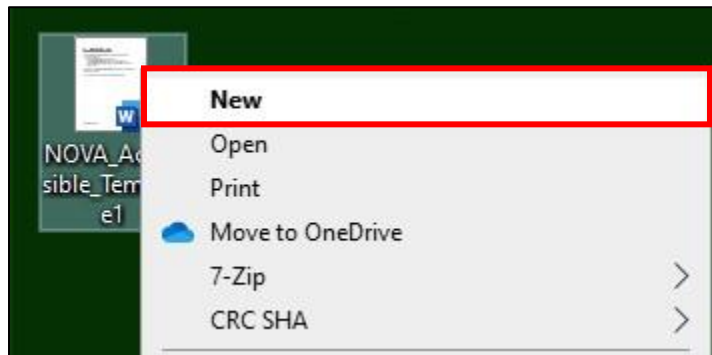 New
Open
Print
Move to OneDrive
7-Zip
CRC SHA
W
NOVA_Ac
sible_Tem
e1